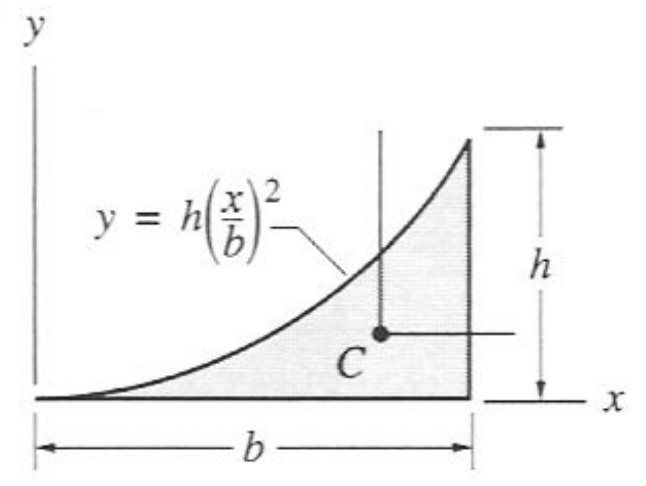 y
y = h(x/b)^2
h
C
x
b